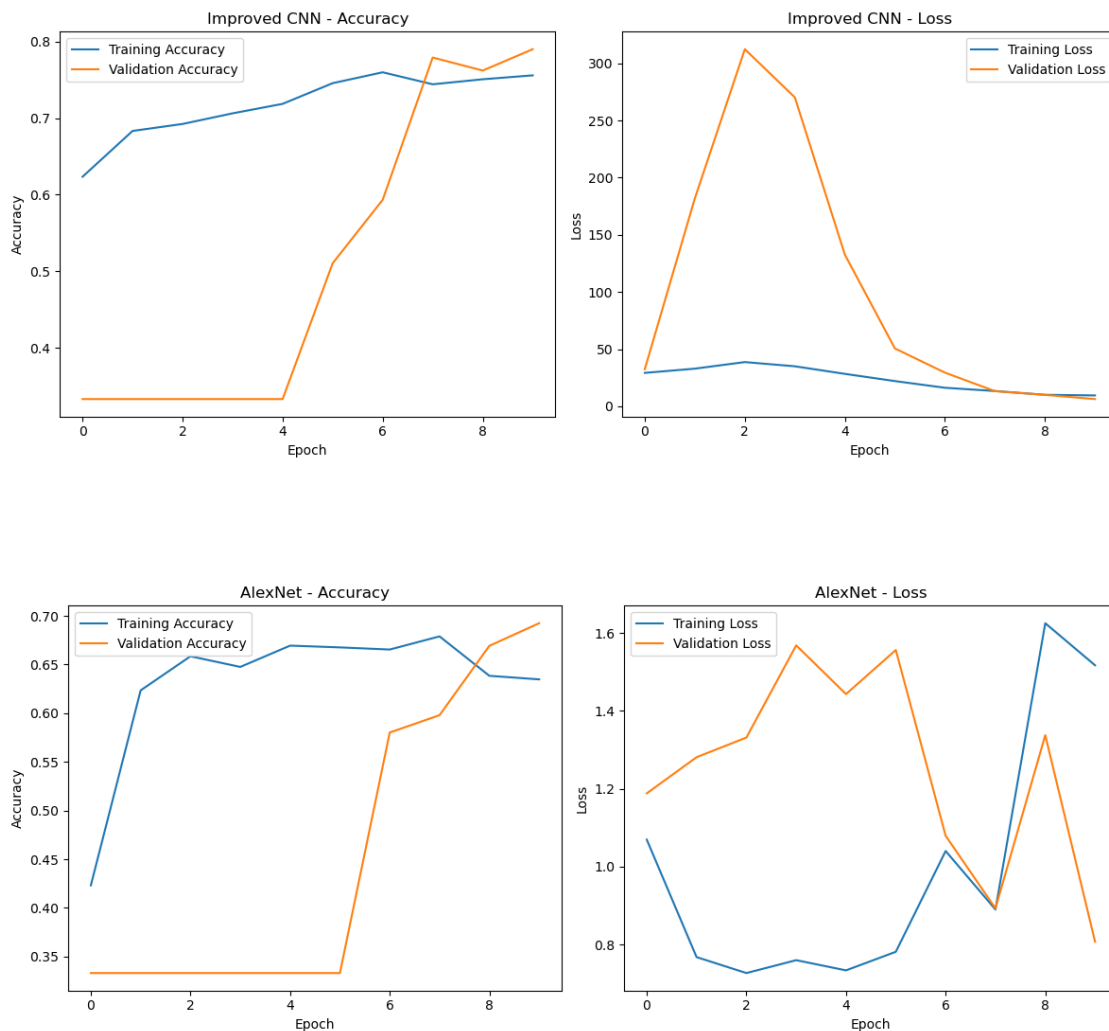 Improved CNN - Accuracy
Training Accuracy
Validation Accuracy
0.8
0.7
0.6
0.5
0.4
Accuracy
0 2 4 6 8
Epoch
Improved CNN - Loss
Training Loss
Validation Loss
300
250
200
150
100
50
0
Loss
0 2 4 6 8
Epoch
AlexNet - Accuracy
Training Accuracy
Validation Accuracy
0.70
0.65
0.60
0.55
0.50
0.45
0.40
0.35
Accuracy
0 2 4 6 8
Epoch
AlexNet - Loss
Training Loss
Validation Loss
1.6
1.4
1.2
1.0
0.8
Loss
0 2 4 6 8
Epoch